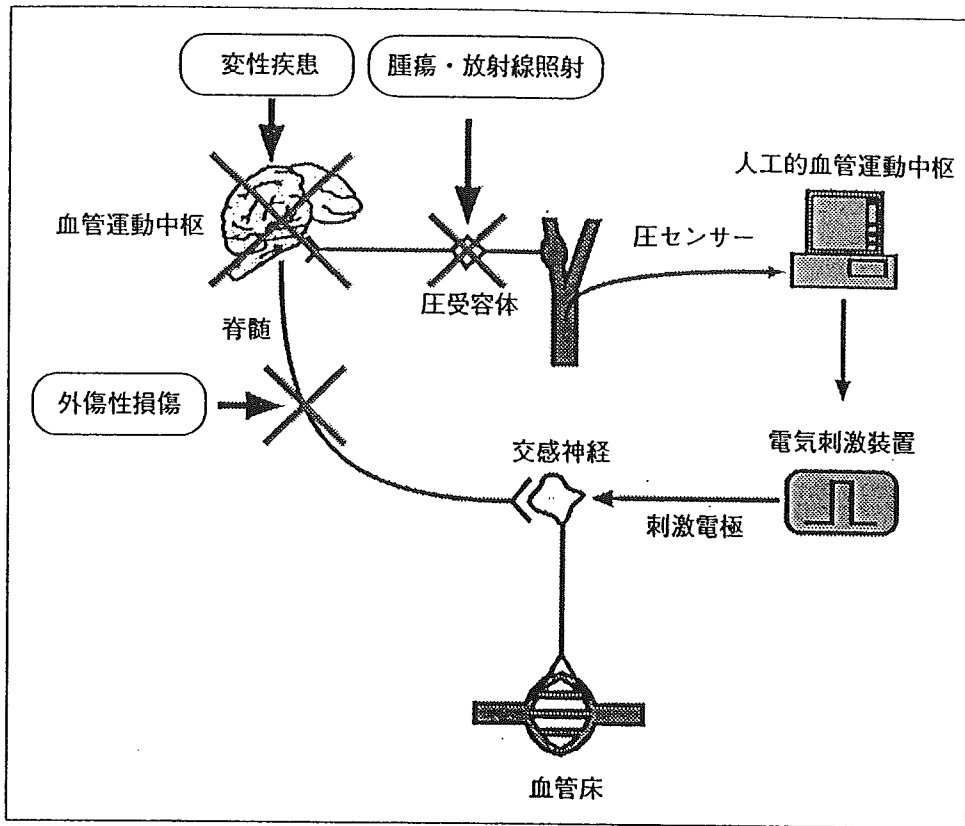 変性疾患
腫瘍・放射線照射
人工的血管運動中枢
血管運動中枢
圧センサー
圧受容体
脊髄
外傷性損傷
交感神経
電気刺激装置
刺激電極
血管床